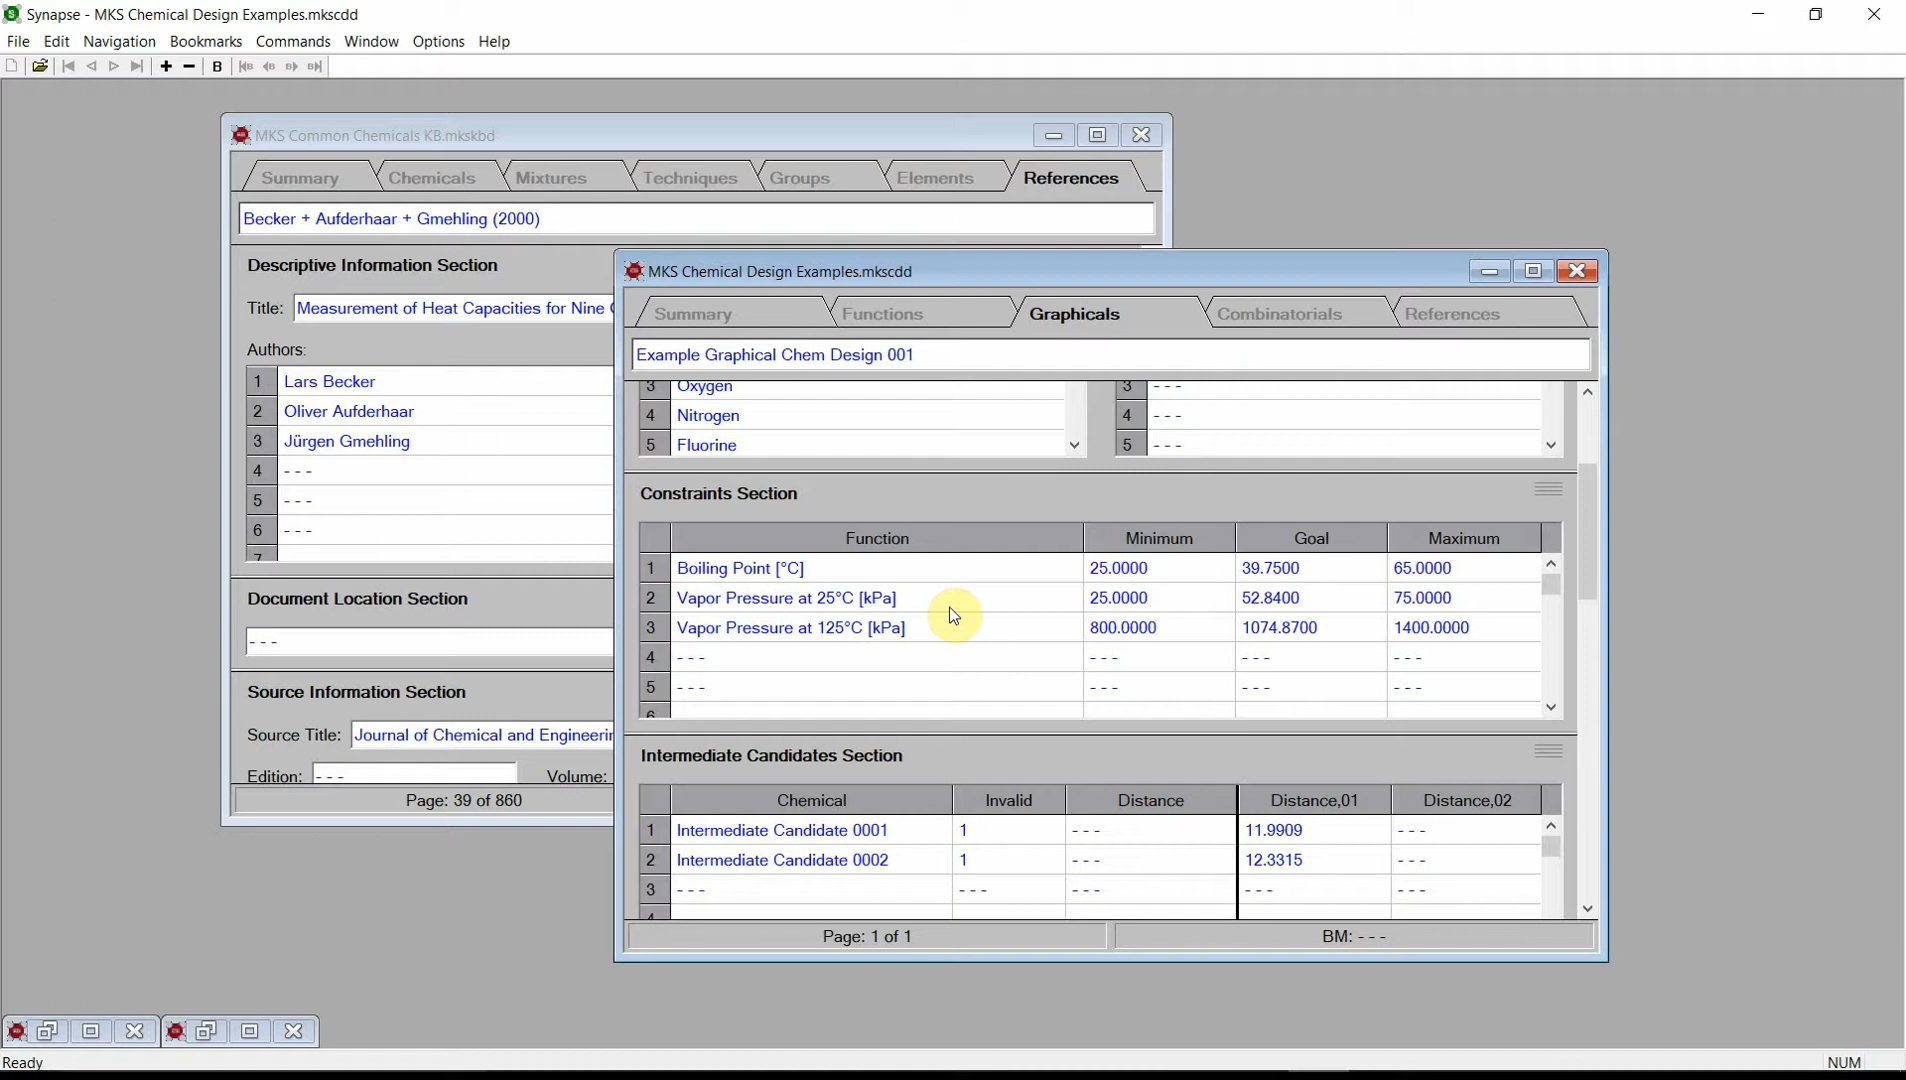 Synapse - MKS Chemical Design Examples.mkscdd
File Edit Navigation Bookmarks Commands Window Options Help
B
MKS Common Chemicals KB.mkskbd
Summary Chemicals Mixtures Techniques Groups Elements References
Becker + Aufderhaar + Gmehling (2000)
Descriptive Information Section
Title: Measurement of Heat Capacities for Nine
Authors:
1 Lars Becker
2 Oliver Aufderhaar
3 Jürgen Gmehling
4 - - -
5 - - -
6 - - -
7
Document Location Section
- - -
Source Information Section
Source Title: Journal of Chemical and Engineerin
Edition: - - - Volume:
Page: 39 of 860
MKS Chemical Design Examples.mkscdd
Summary Functions Graphicals Combinatorials References
Example Graphical Chem Design 001
3 Oxygen 3 - - -
4 Nitrogen 4 - - -
5 Fluorine 5 - - -
Constraints Section
Function Minimum Goal Maximum
1 Boiling Point [°C] 25.0000 39.7500 65.0000
2 Vapor Pressure at 25°C [kPa] 25.0000 52.8400 75.0000
3 Vapor Pressure at 125°C [kPa] 800.0000 1074.8700 1400.0000
4 - - - - - - - - - - - -
5 - - - - - - - - - - - -
6
Intermediate Candidates Section
Chemical Invalid Distance Distance,01 Distance,02
1 Intermediate Candidate 0001 1 - - - 11.9909 - - -
2 Intermediate Candidate 0002 1 - - - 12.3315 - - -
3 - - - - - - - - - - - - - - -
4
Page: 1 of 1 BM: - - -
Ready NUM